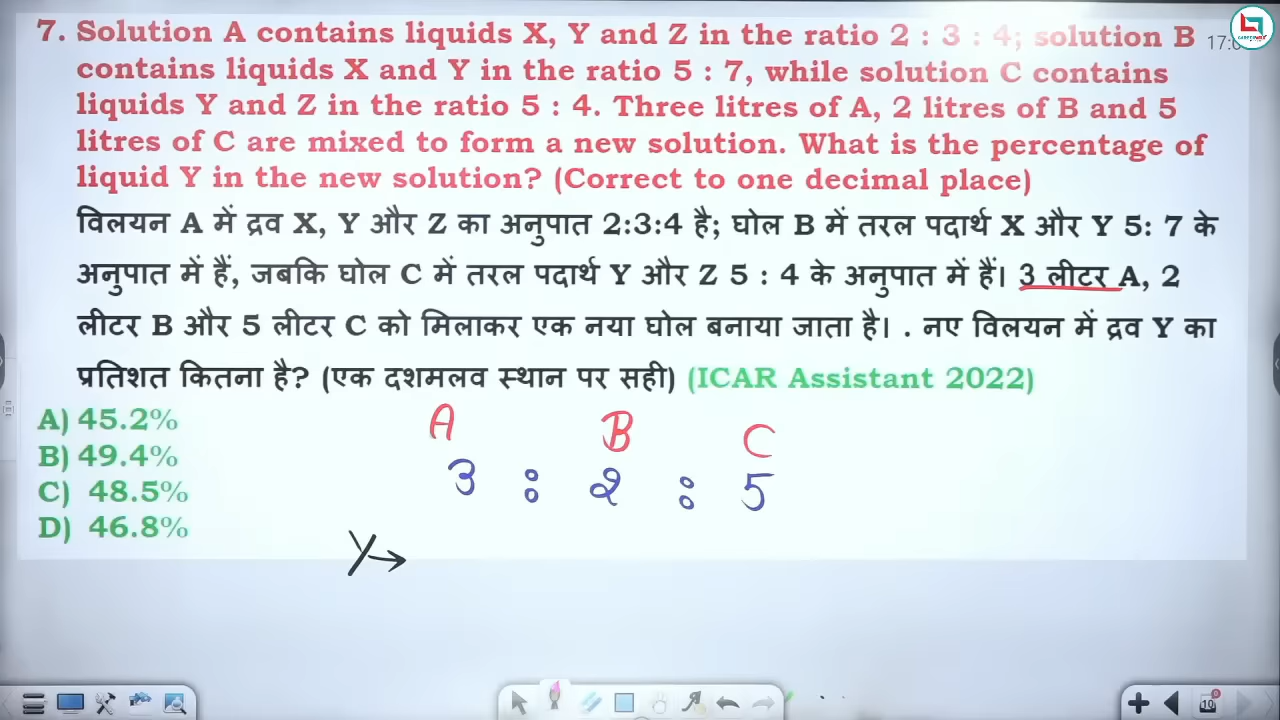 7. Solution A contains liquids X, Y and Z in the ratio 2 : 3 : 4; solution B
contains liquids X and Y in the ratio 5 : 7, while solution C contains
liquids Y and Z in the ratio 5 : 4. Three litres of A, 2 litres of B and 5
litres of C are mixed to form a new solution. What is the percentage of
liquid Y in the new solution? (Correct to one decimal place)
विलयन A में द्रव X, Y और Z का अनुपात 2:3:4 है; घोल B में तरल पदार्थ X और Y 5: 7 के
अनुपात में हैं, जबकि घोल C में तरल पदार्थ Y और Z 5 : 4 के अनुपात में हैं। 3 लीटर A, 2
लीटर B और 5 लीटर C को मिलाकर एक नया घोल बनाया जाता है। . नए विलयन में द्रव Y का
प्रतिशत कितना है? (एक दशमलव स्थान पर सही) (ICAR Assistant 2022)
A) 45.2%
B) 49.4%
C) 48.5%
D) 46.8%
A B C
3 : 2 : 5
Y→